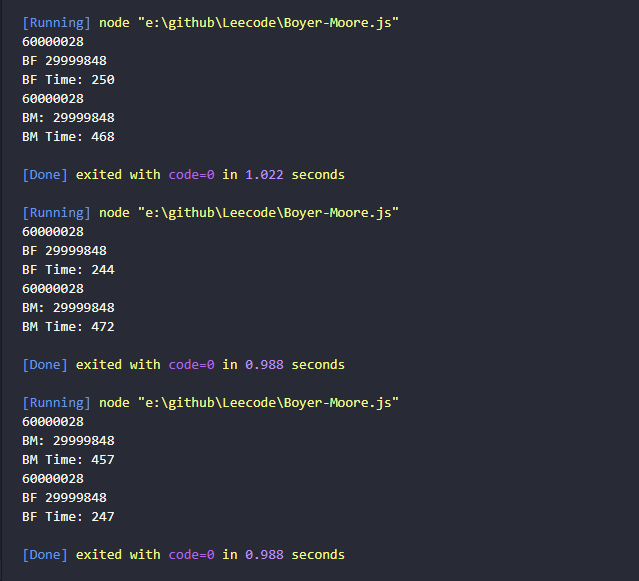 [Running] node "e:\github\Leecode\Boyer-Moore.js"
60000028
BF 29999848
BF Time: 250
60000028
BM: 29999848
BM Time: 468
[Done] exited with code=0 in 1.022 seconds
[Running] node "e:\github\Leecode\Boyer-Moore.js"
60000028
BF 29999848
BF Time: 244
60000028
BM: 29999848
BM Time: 472
[Done] exited with code=0 in 0.988 seconds
[Running] node "e:\github\Leecode\Boyer-Moore.js"
60000028
BM: 29999848
BM Time: 457
60000028
BF 29999848
BF Time: 247
[Done] exited with code=0 in 0.988 seconds